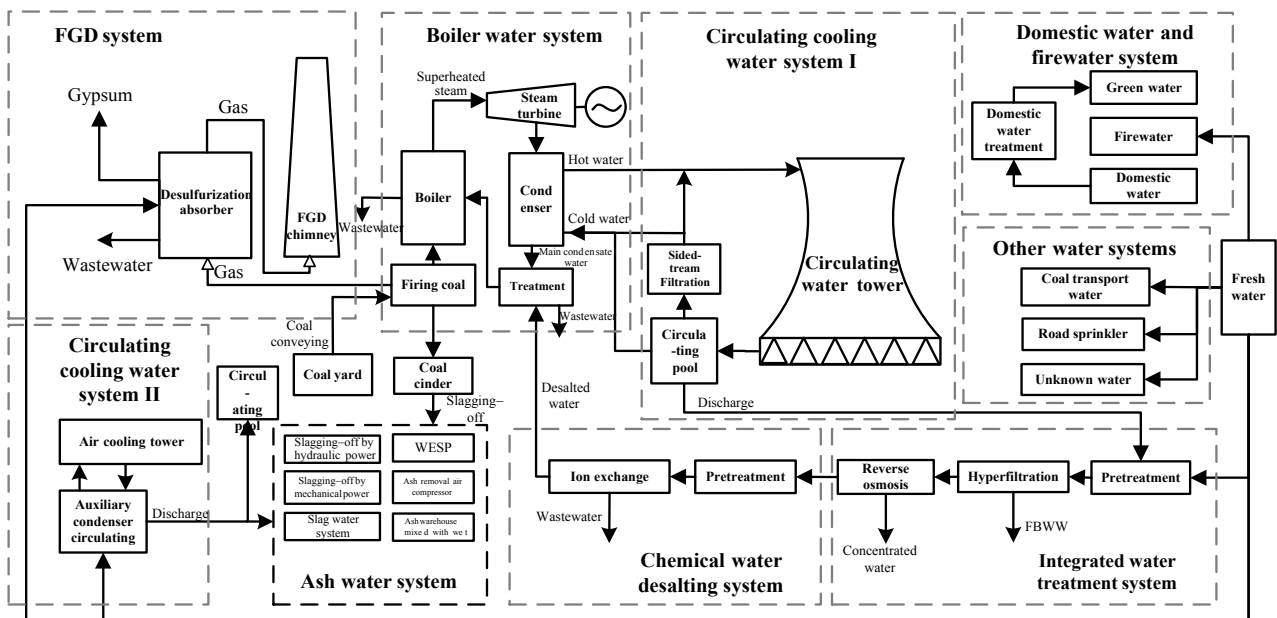 FGD system
Gypsum
Gas
Desulfurization
absorber
FGD
chimney
Wastewater
Gas
Boiler water system
Superheated
steam
Steam
turbine
Boiler
Cond
enser
Hot water
Cold water
Wastewater
Main condensate
water
Firing coal
Treatment
Wastewater
Circulating cooling
water system I
Sided-
tream
Filtration
Circulating
water tower
Circula
-ting
pool
Discharge
Domestic water and
firewater system
Green water
Domestic
water
treatment
Firewater
Domestic
water
Other water systems
Coal transport
water
Road sprinkler
Unknown water
Fresh
water
Circulating
cooling water
system II
Air cooling tower
Auxiliary
condenser
circulating
Discharge
Circul
-
ating
pool
Coal
conveying
Coal yard
Coal
cinder
Slagging–
off
Desalted
water
Slagging–off by
hydraulic power
WESP
Slagging–off by
mechanical power
Ash removal air
compressor
Slag water
system
Ash warehouse
mixe d with we t
Ash water system
Ion exchange
Pretreatment
Wastewater
Chemical water
desalting system
Reverse
osmosis
Hyperfiltration
Pretreatment
Concentrated
water
FBWW
Integrated water
treatment system